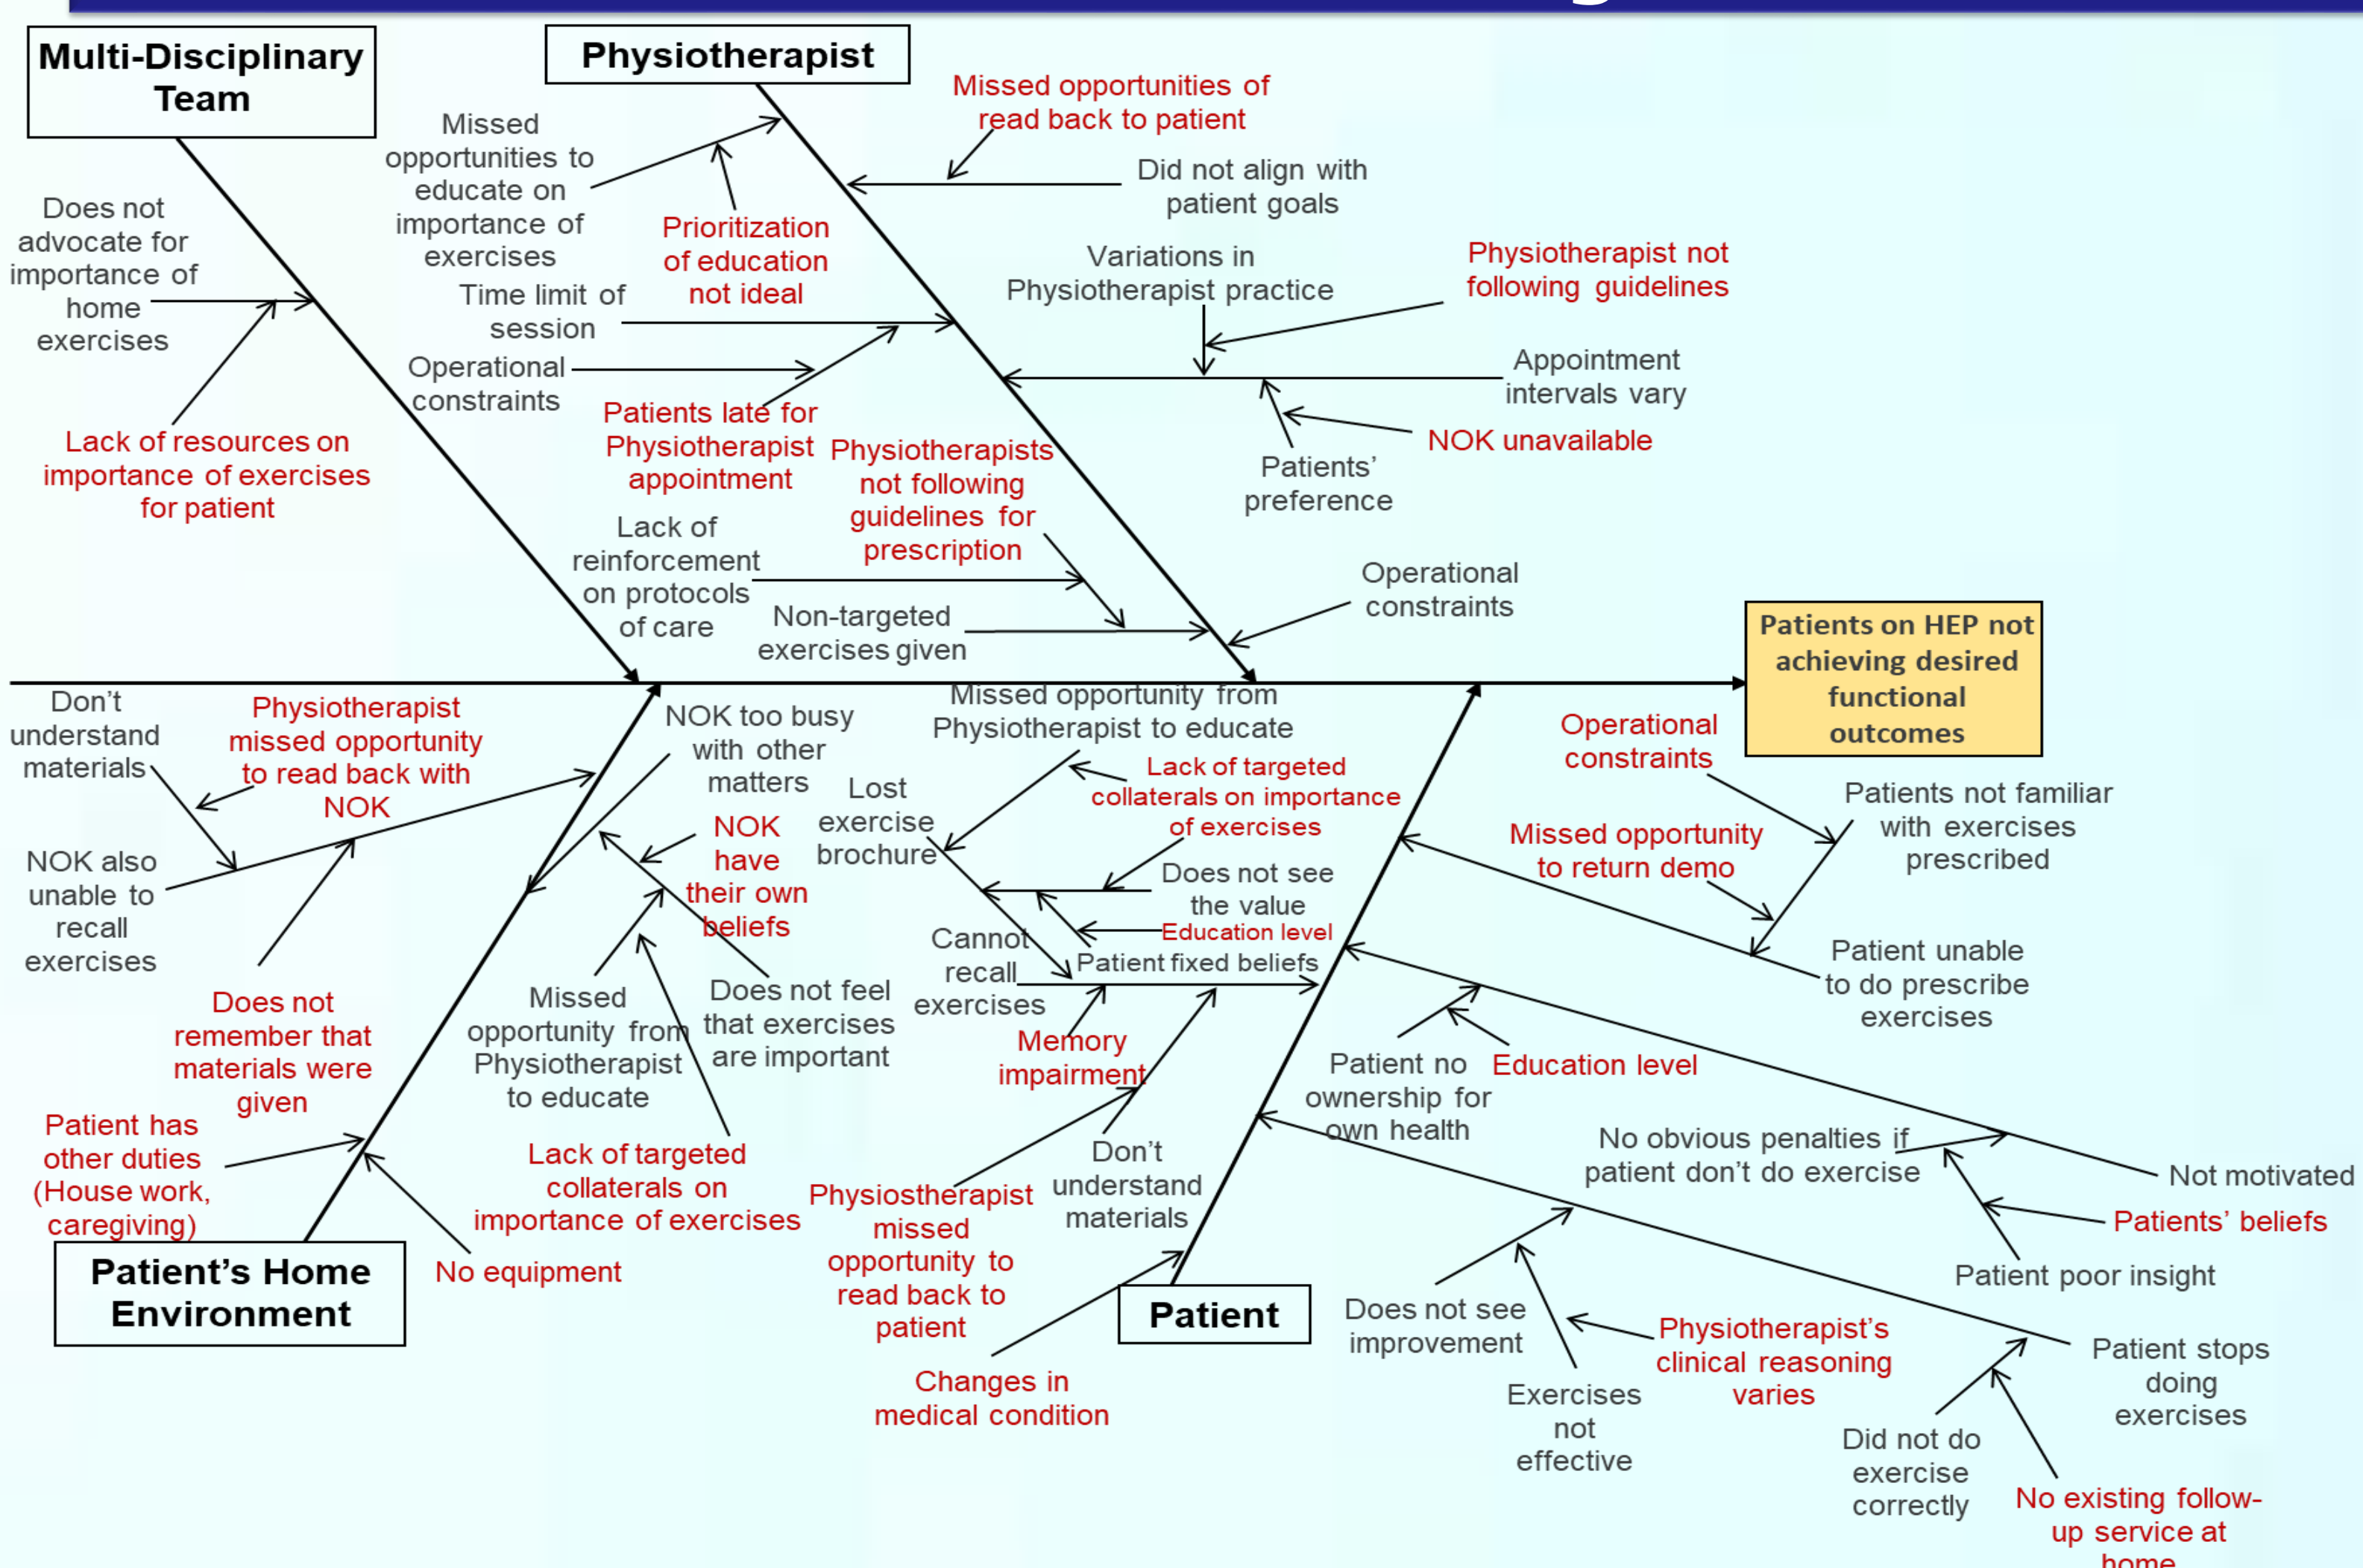 Multi-Disciplinary
Team
Does not
advocate for
importance of
home
exercises
Lack of resources on
importance of exercises
for patient
Physiotherapist
Missed
opportunities to
educate on
importance of
exercises
Prioritization
of education
not ideal
Missed opportunities of
read back to patient
Did not align with
patient goals
Time limit of
session
Operational
constraints
Patients late for
Physiotherapist
appointment
Variations in
Physiotherapist practice
Physiotherapist not
following guidelines
Appointment
intervals vary
NOK unavailable
Patients’
preference
Physiotherapists
not following
guidelines for
prescription
Lack of
reinforcement
on protocols
of care
Non-targeted
exercises given
Operational
constraints
Patients on HEP not
achieving desired
functional
outcomes
Don’t
understand
materials
Physiotherapist
missed opportunity
to read back with
NOK
NOK also
unable to
recall
exercises
Does not
remember that
materials were
given
NOK too busy
with other
matters
NOK
have
their own
beliefs
Missed
opportunity from
Physiotherapist
to educate
Does not feel
that exercises
are important
Lack of targeted
collaterals on
importance of exercises
Patient has
other duties
(House work,
caregiving)
No equipment
Patient’s Home
Environment
Missed opportunity from
Physiotherapist to educate
Lost
exercise
brochure
Lack of targeted
collaterals on importance
of exercises
Does not see
the value
Education level
Patient fixed beliefs
Cannot
recall
exercises
Memory
impairment
Don’t
understand
materials
Physiostherapist
missed
opportunity to
read back to
patient
Changes in
medical condition
Patient
Operational
constraints
Patients not familiar
with exercises
prescribed
Missed opportunity
to return demo
Patient unable
to do prescribe
exercises
Patient no
ownership for
own health
Education level
No obvious penalties if
patient don’t do exercise
Not motivated
Patients’ beliefs
Patient poor insight
Does not see
improvement
Physiotherapist’s
clinical reasoning
varies
Exercises
not
effective
Patient stops
doing
exercises
Did not do
exercise
correctly
No existing follow-
up service at
home